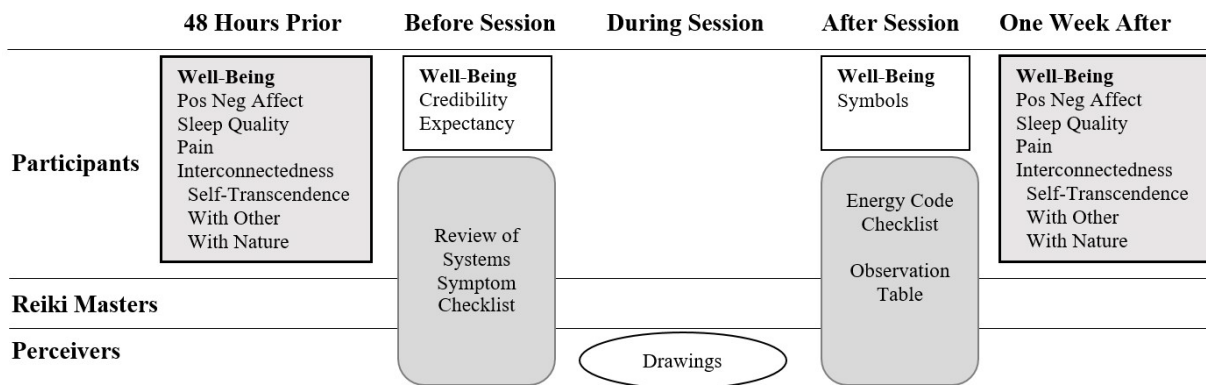 48 Hours Prior
Before Session
During Session
After Session
One Week After
Participants
Well-Being
Pos Neg Affect
Sleep Quality
Pain
Interconnectedness
Self-Transcendence
With Other
With Nature
Well-Being
Credibility
Expectancy
Review of
Systems
Symptom
Checklist
Well-Being
Symbols
Energy Code
Checklist
Observation
Table
Well-Being
Pos Neg Affect
Sleep Quality
Pain
Interconnectedness
Self-Transcendence
With Other
With Nature
Reiki Masters
Perceivers
Drawings